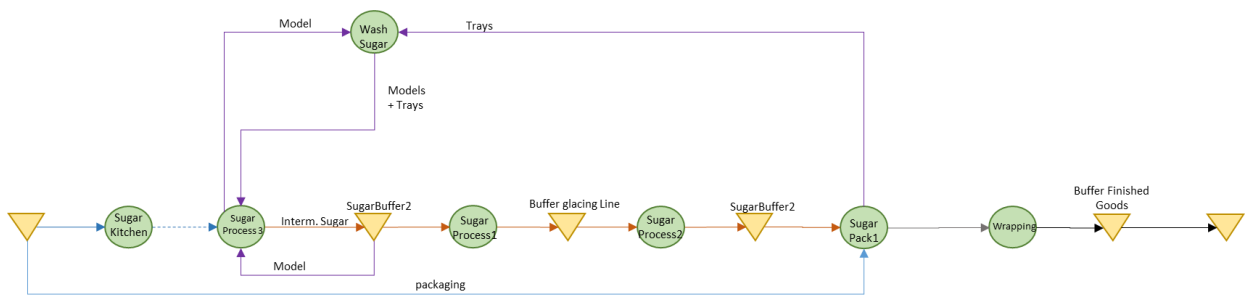 Model
Wash
Sugar
Trays
Models
+ Trays
Sugar
Kitchen
Sugar
Process3
Interm. Sugar
SugarBuffer2
Sugar
Process1
Buffer glacing Line
Sugar
Process2
SugarBuffer2
Sugar
Pack1
Wrapping
Buffer Finished
Goods
Model
packaging